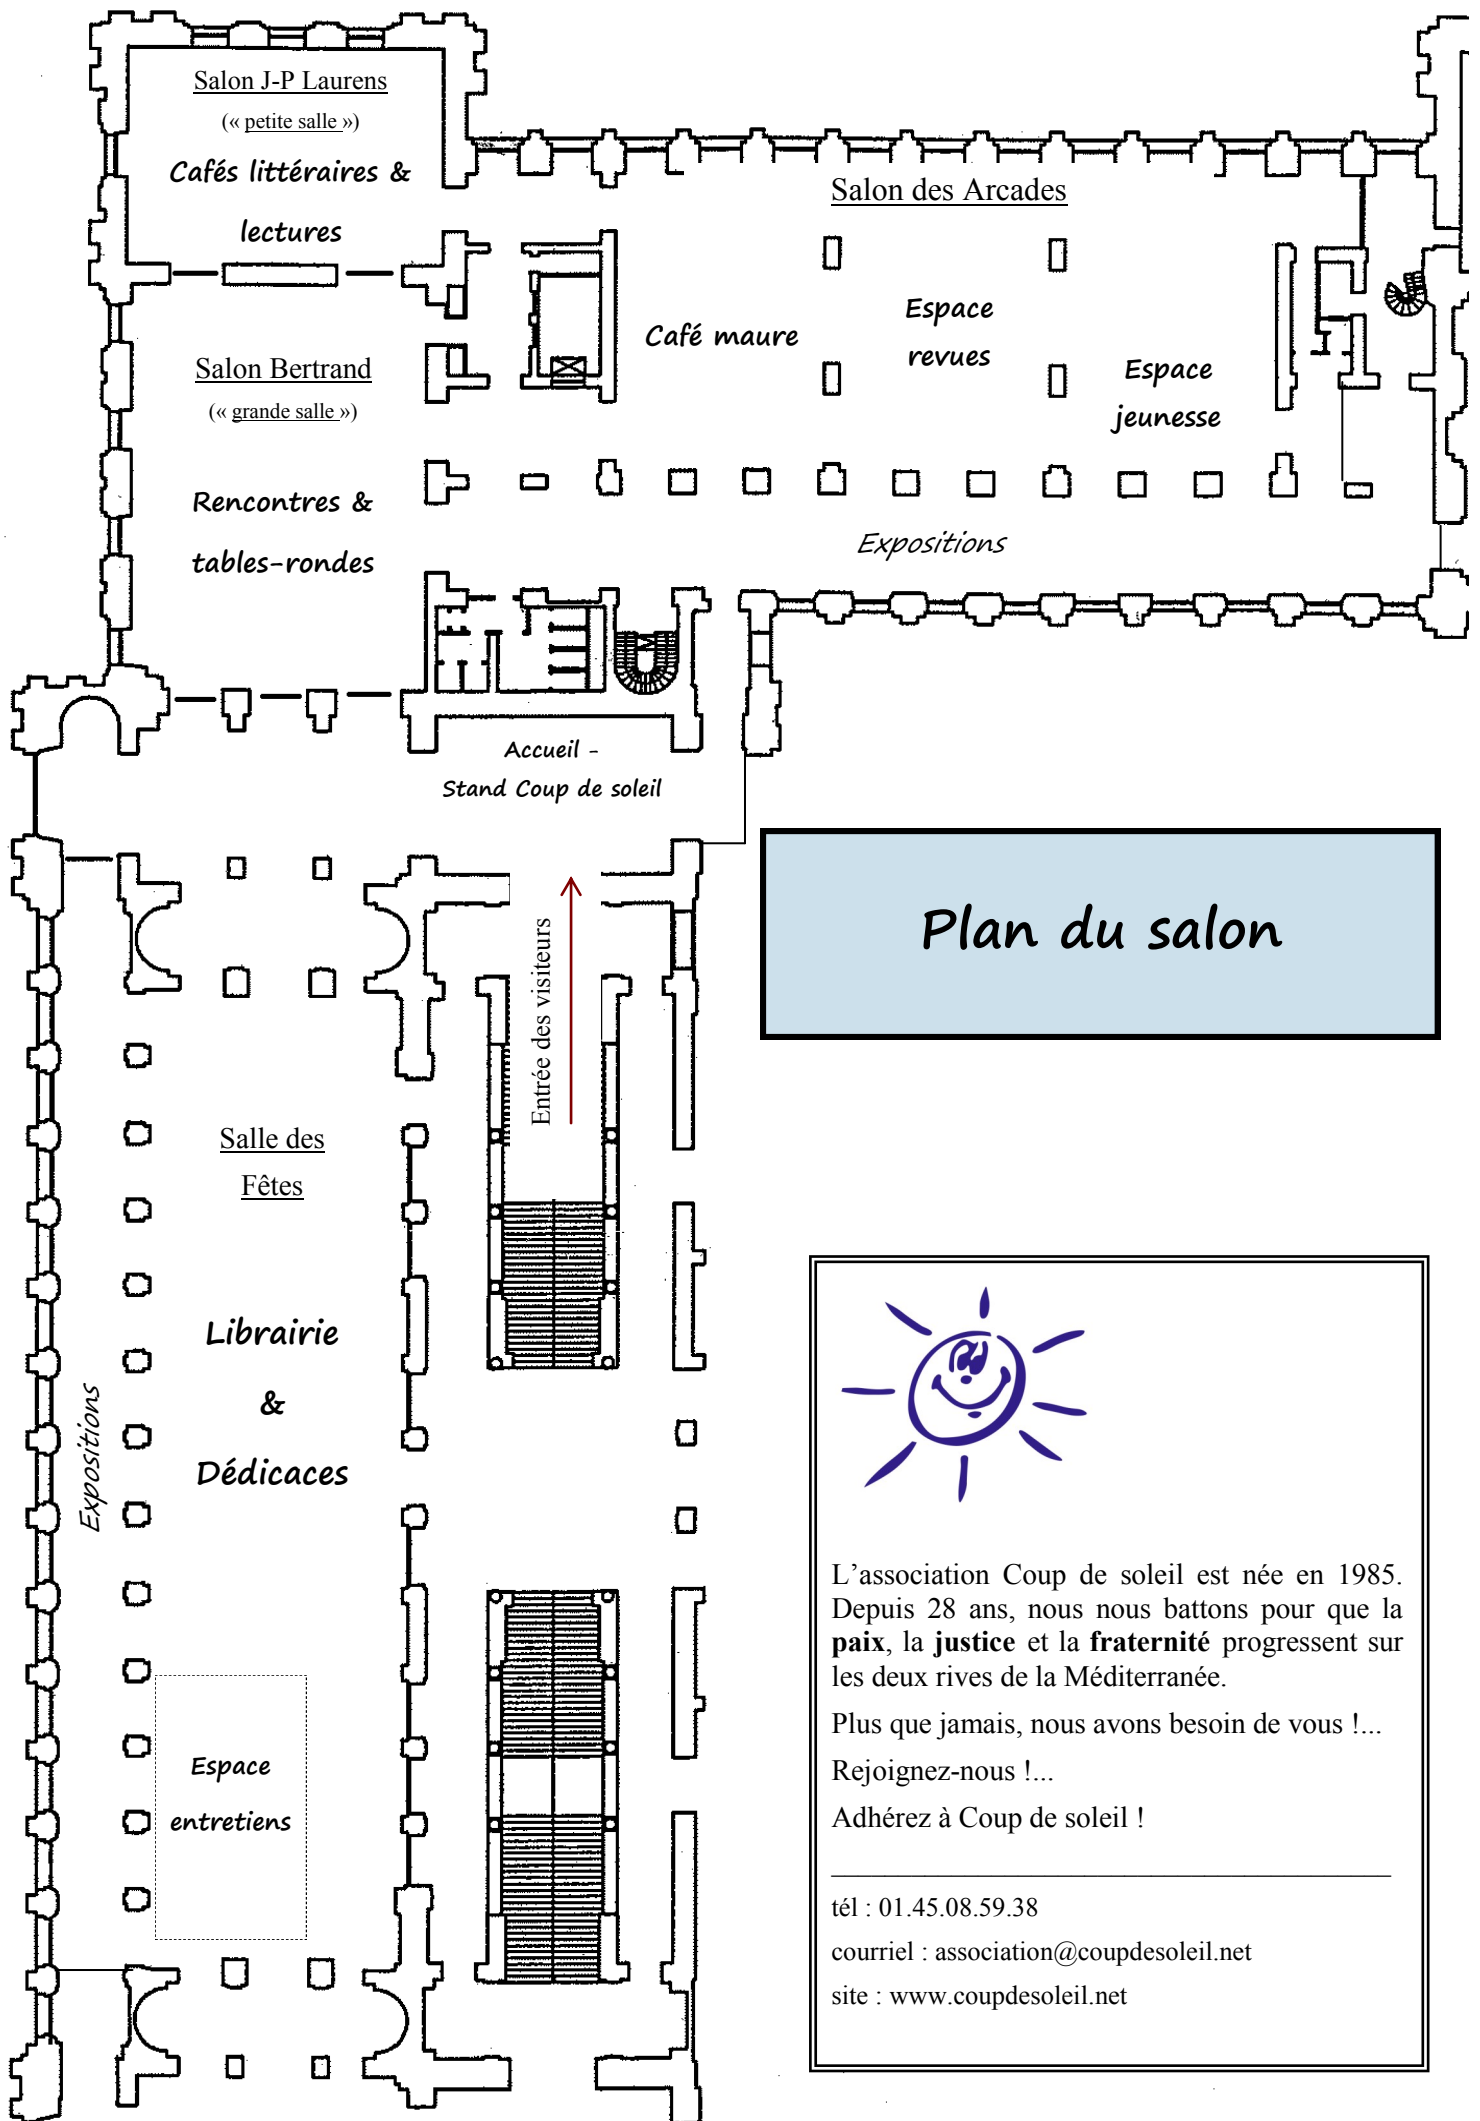 Salon J-P Laurens
(« petite salle »)
Cafés littéraires &
lectures
Salon des Arcades
Café maure
Espace
revues
Espace
jeunesse
Salon Bertrand
(« grande salle »)
Rencontres &
tables-rondes
Expositions
Accueil -
Stand Coup de soleil
Plan du salon
Entrée des visiteurs
Salle des
Fêtes
Librairie
&
Dédicaces
Expositions
Espace
entretiens
L’association Coup de soleil est née en 1985.
Depuis 28 ans, nous nous battons pour que la
paix, la justice et la fraternité progressent sur
les deux rives de la Méditerranée.
Plus que jamais, nous avons besoin de vous !...
Rejoignez-nous !...
Adhérez à Coup de soleil !
tél : 01.45.08.59.38
courriel : association@coupdesoleil.net
site : www.coupdesoleil.net